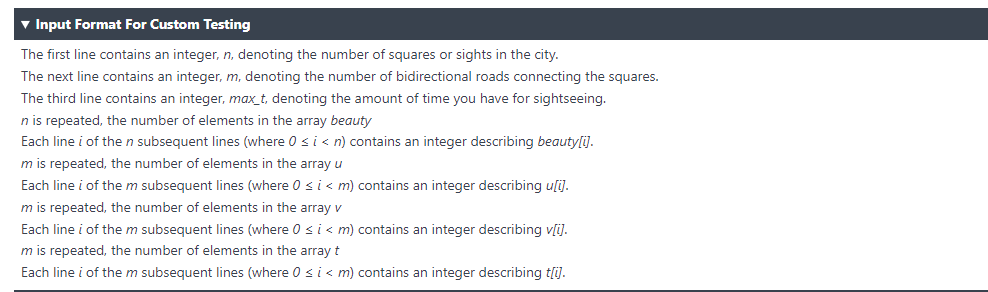 ▼ Input Format For Custom Testing
The first line contains an integer, n, denoting the number of squares or sights in the city.
The next line contains an integer, m, denoting the number of bidirectional roads connecting the squares.
The third line contains an integer, max_t, denoting the amount of time you have for sightseeing.
n is repeated, the number of elements in the array beauty
Each line i of the n subsequent lines (where 0 ≤ i < n) contains an integer describing beauty[i].
m is repeated, the number of elements in the array u
Each line i of the m subsequent lines (where 0 ≤ i < m) contains an integer describing u[i].
m is repeated, the number of elements in the array v
Each line i of the m subsequent lines (where 0 ≤ i < m) contains an integer describing v[i].
m is repeated, the number of elements in the array t
Each line i of the m subsequent lines (where 0 ≤ i < m) contains an integer describing t[i].